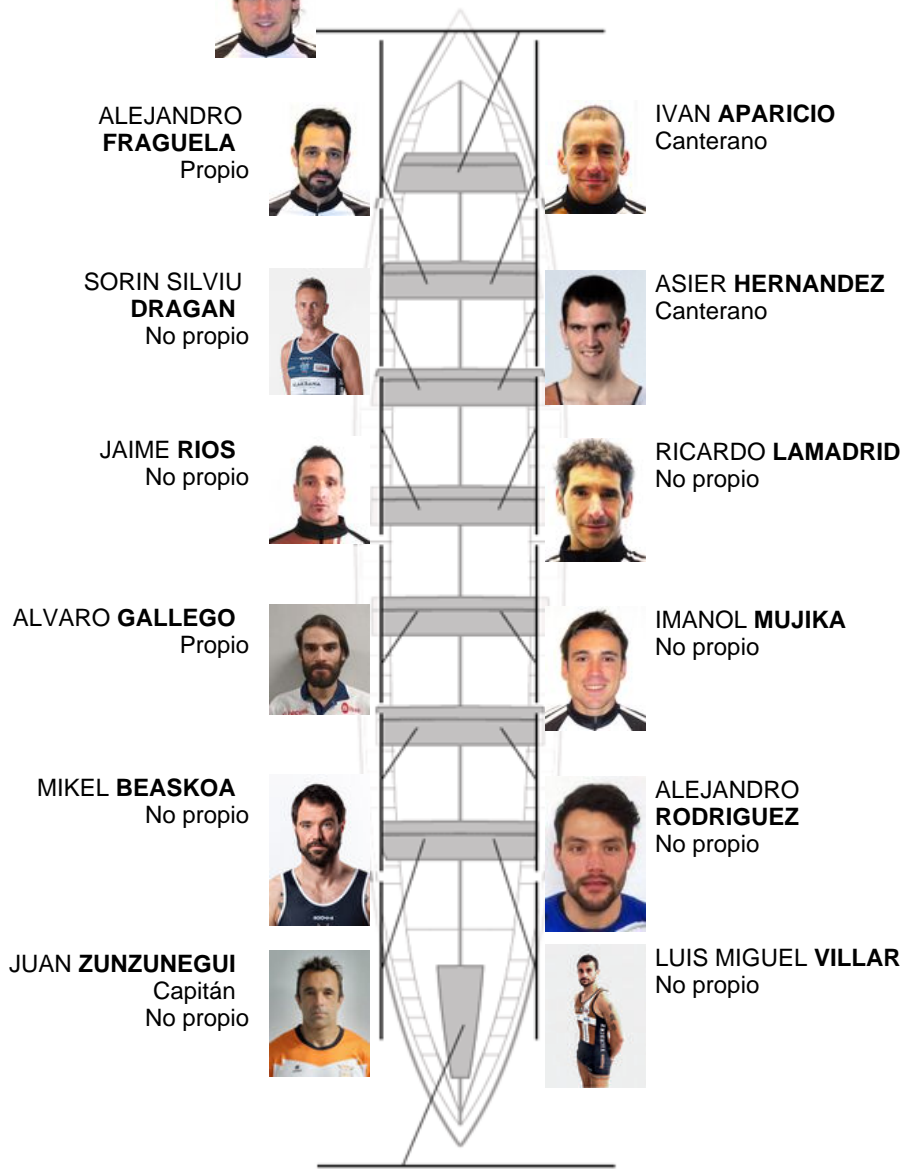 ALEJANDRO
FRAGUELA
Propio
IVAN APARICIO
Canterano
SORIN SILVIU
DRAGAN
No propio
ASIER HERNANDEZ
Canterano
JAIME RIOS
No propio
RICARDO LAMADRID
No propio
ALVARO GALLEGO
Propio
IMANOL MUJIKA
No propio
MIKEL BEASKOA
No propio
ALEJANDRO
RODRIGUEZ
No propio
JUAN ZUNZUNEGUI
Capitán
No propio
LUIS MIGUEL VILLAR
No propio